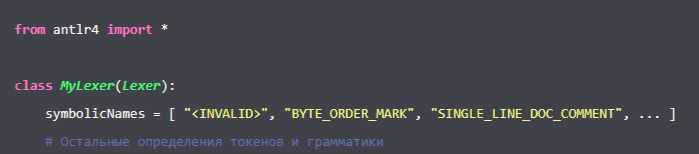 from antlr4 import *
class MyLexer(Lexer):
symbolicNames = [ "<INVALID>", "BYTE_ORDER_MARK", "SINGLE_LINE_DOC_COMMENT", ... ]
# Остальные определения токенов и грамматики